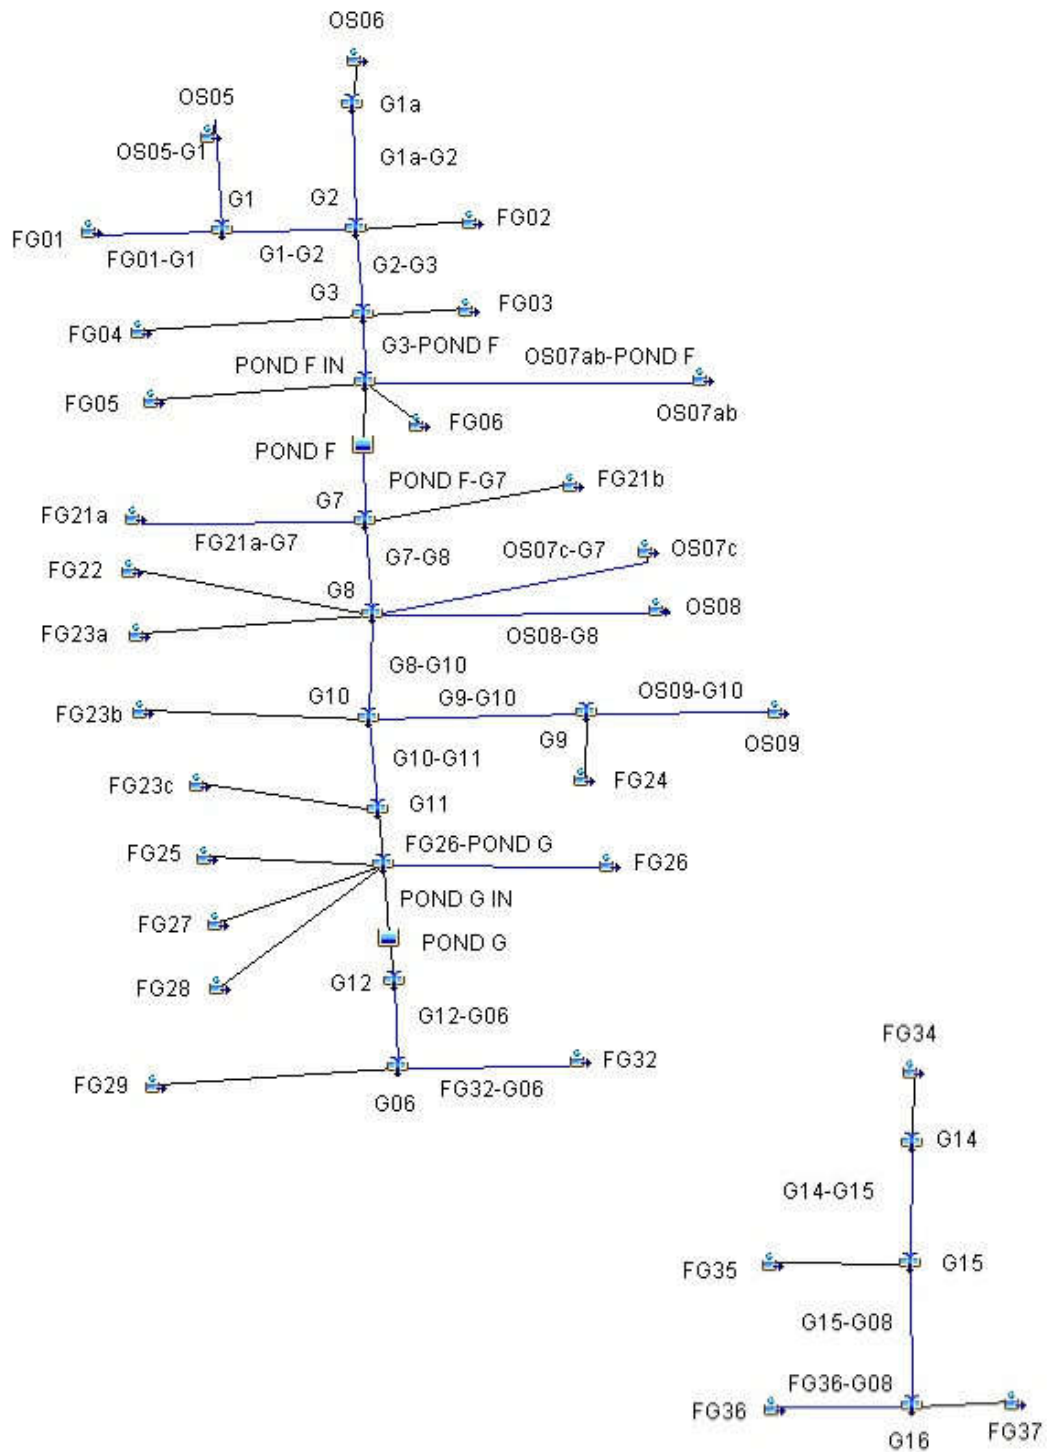 OS06
OS05
G1a
OS05-G1
G1a-G2
G1
G2
FG02
FG01
FG01-G1
G1-G2
G2-G3
G3
FG03
FG04
G3-POND F
OS07ab-POND F
POND F IN
FG05
OS07ab
FG06
POND F
POND F-G7
FG21b
FG21a
G7
FG21a-G7
G7-G8
OS07c-G7
OS07c
FG22
G8
OS08
FG23a
OS08-G8
G8-G10
G10
G9-G10
OS09-G10
FG23b
G9
OS09
G10-G11
FG24
FG23c
G11
FG25
FG26-POND G
FG26
POND G IN
FG27
POND G
G12
FG28
G12-G06
FG34
FG32
FG29
FG32-G06
G06
G14
G14-G15
FG35
G15
G15-G08
FG36-G08
FG36
FG37
G16